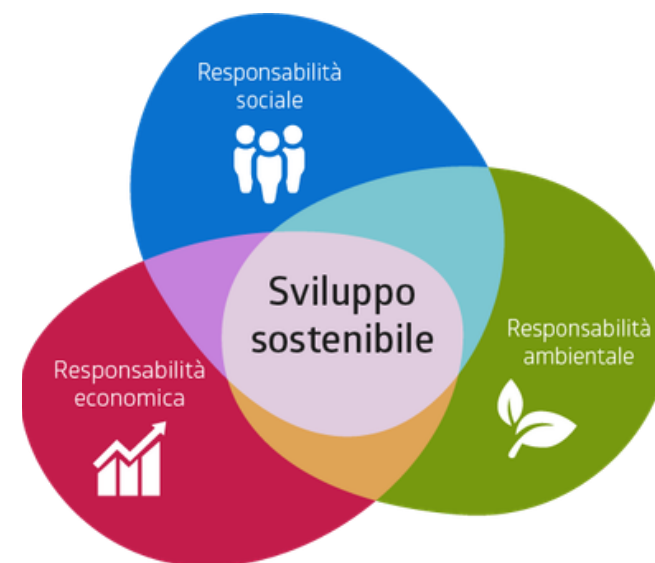 Responsabilità
sociale
Sviluppo
sostenibile
Responsabilità
ambientale
Responsabilità
economica